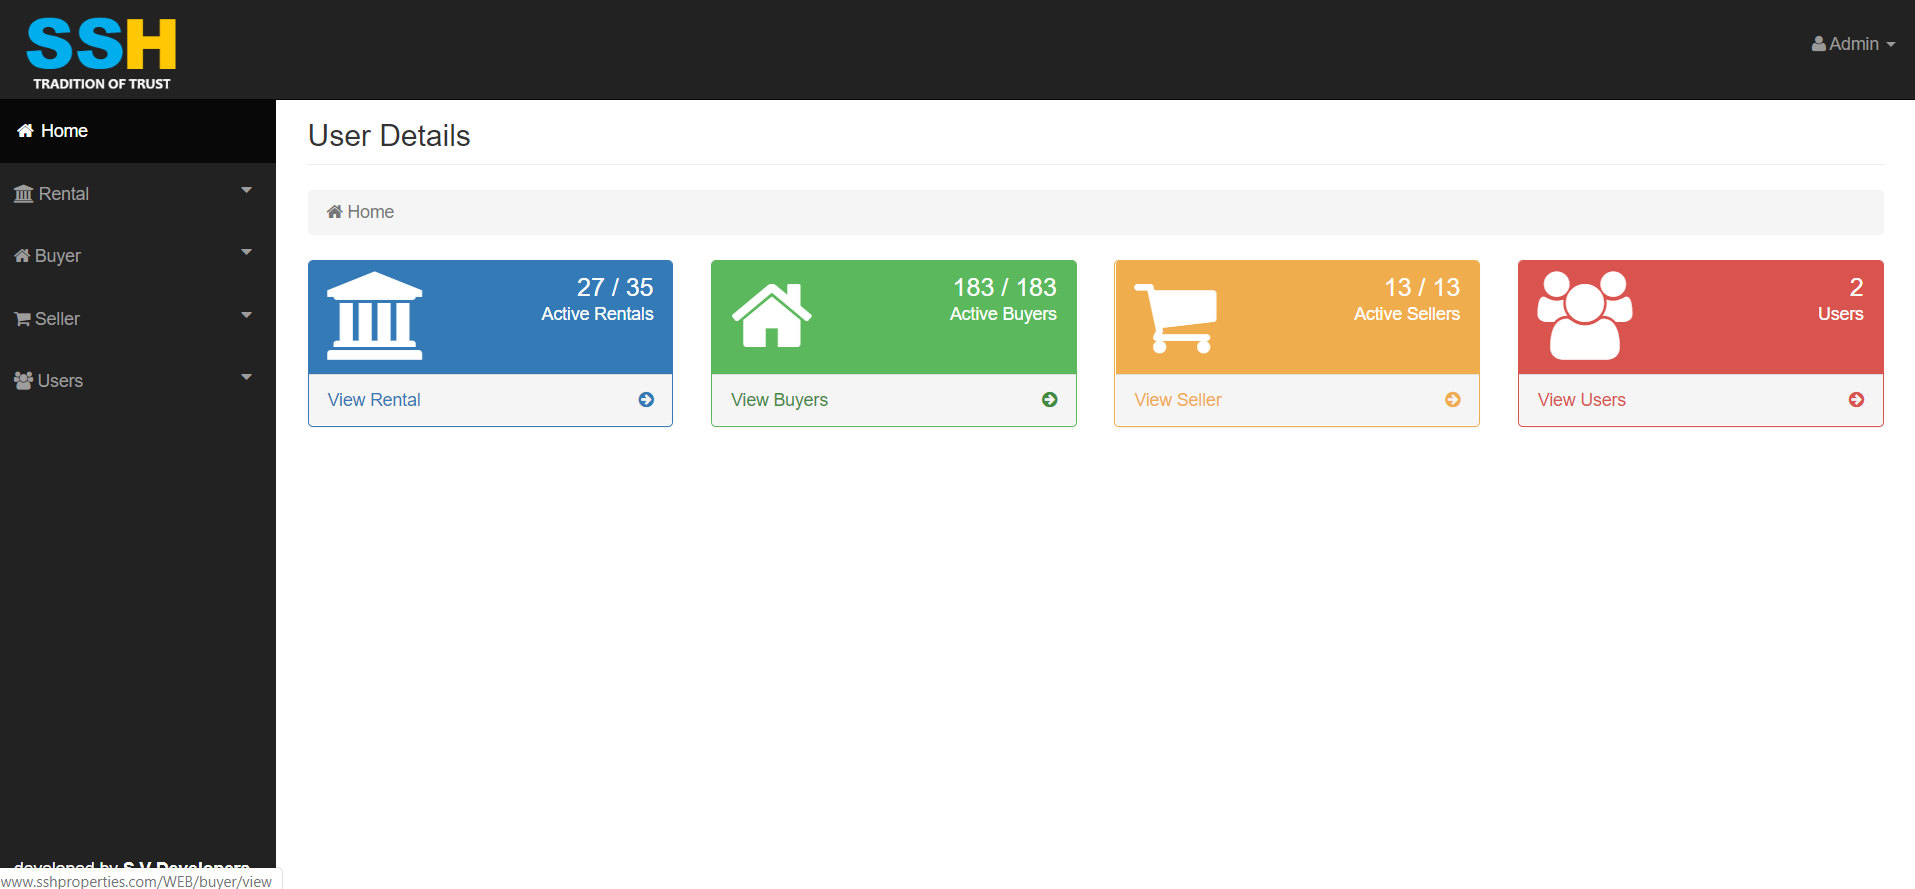 SSH
TRADITION OF TRUST
Admin
Home
Rental
Buyer
Seller
Users
User Details
Home
27 / 35
Active Rentals
View Rental
183 / 183
Active Buyers
View Buyers
13 / 13
Active Sellers
View Seller
2
Users
View Users
developed by S V Developers
www.sshproperties.com/WEB/buyer/view